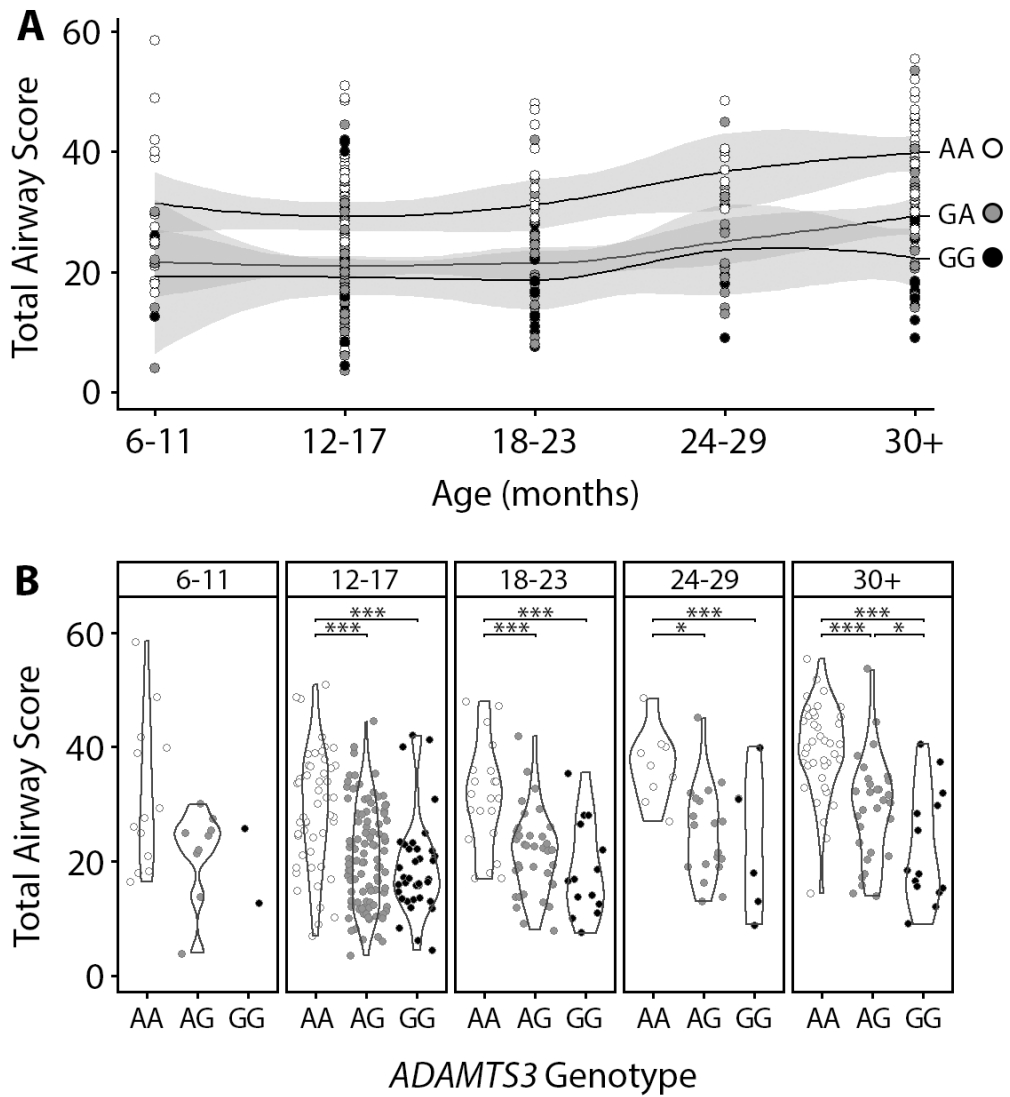 A
Total Airway Score
60
40
20
0
AA
GA
GG
6-11 12-17 18-23 24-29 30+
Age (months)
B
6-11 12-17 18-23 24-29 30+
*** *** *** ***
*** *** * *** *
Total Airway Score
60
40
20
0
AA AG GG AA AG GG AA AG GG AA AG GG AA AG GG
ADAMTS3 Genotype